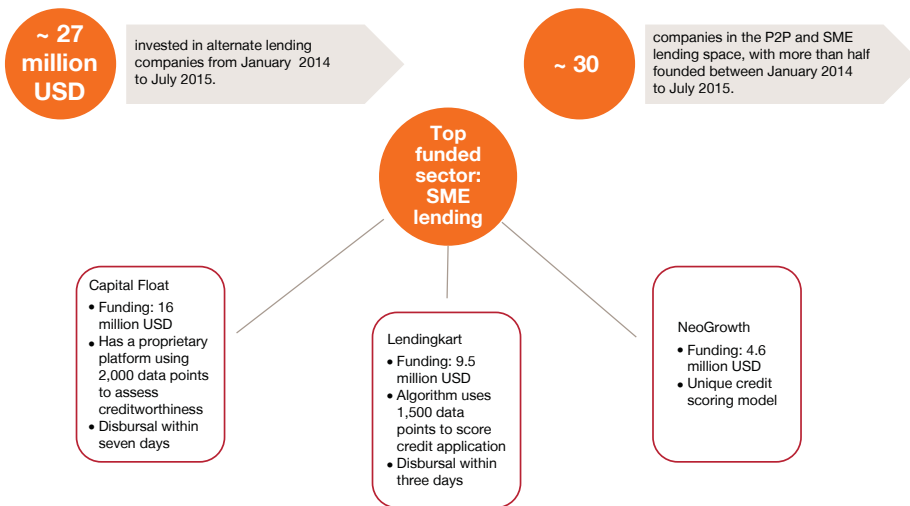 ~ 27
million
USD
invested in alternate lending
companies from January 2014
to July 2015.
~ 30
companies in the P2P and SME
lending space, with more than half
founded between January 2014
to July 2015.
Top
funded
sector:
SME
lending
Capital Float
• Funding: 16
million USD
• Has a proprietary
platform using
2,000 data points
to assess
creditworthiness
• Disbursal within
seven days
Lendingkart
• Funding: 9.5
million USD
• Algorithm uses
1,500 data
points to score
credit application
• Disbursal within
three days
NeoGrowth
• Funding: 4.6
million USD
• Unique credit
scoring model